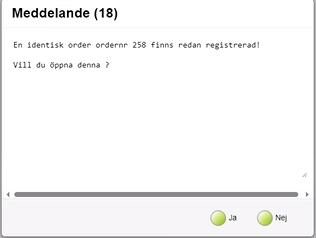 Meddelande (18)
En identisk order ordernr 258 finns redan registrerad!
Vill du öppna denna ?
Ja
Nej